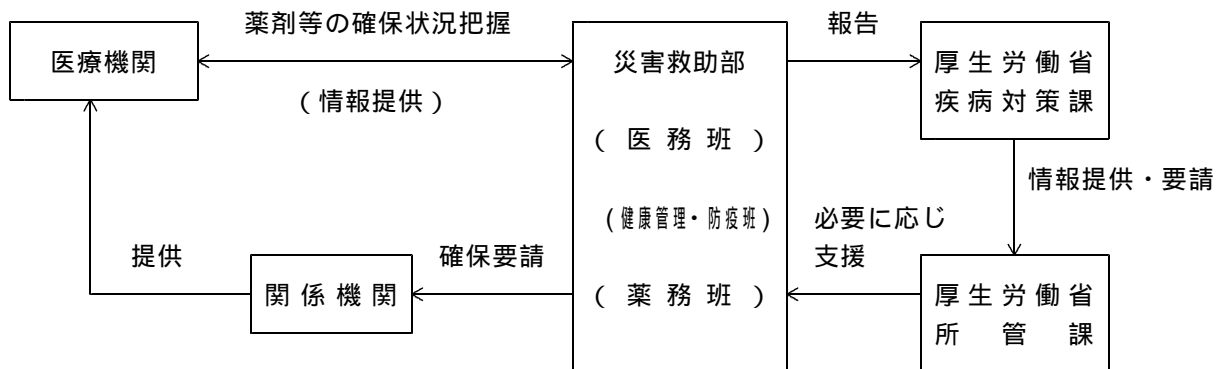 薬剤等の確保状況把握
報告
医療機関
災害救助部
厚生労働省
疾病対策課
(情報提供)
(医務班)
情報提供・要請
(健康管理・防疫班)
必要に応じ
支援
提供
確保要請
関係機関
(薬務班)
厚生労働省
所管課